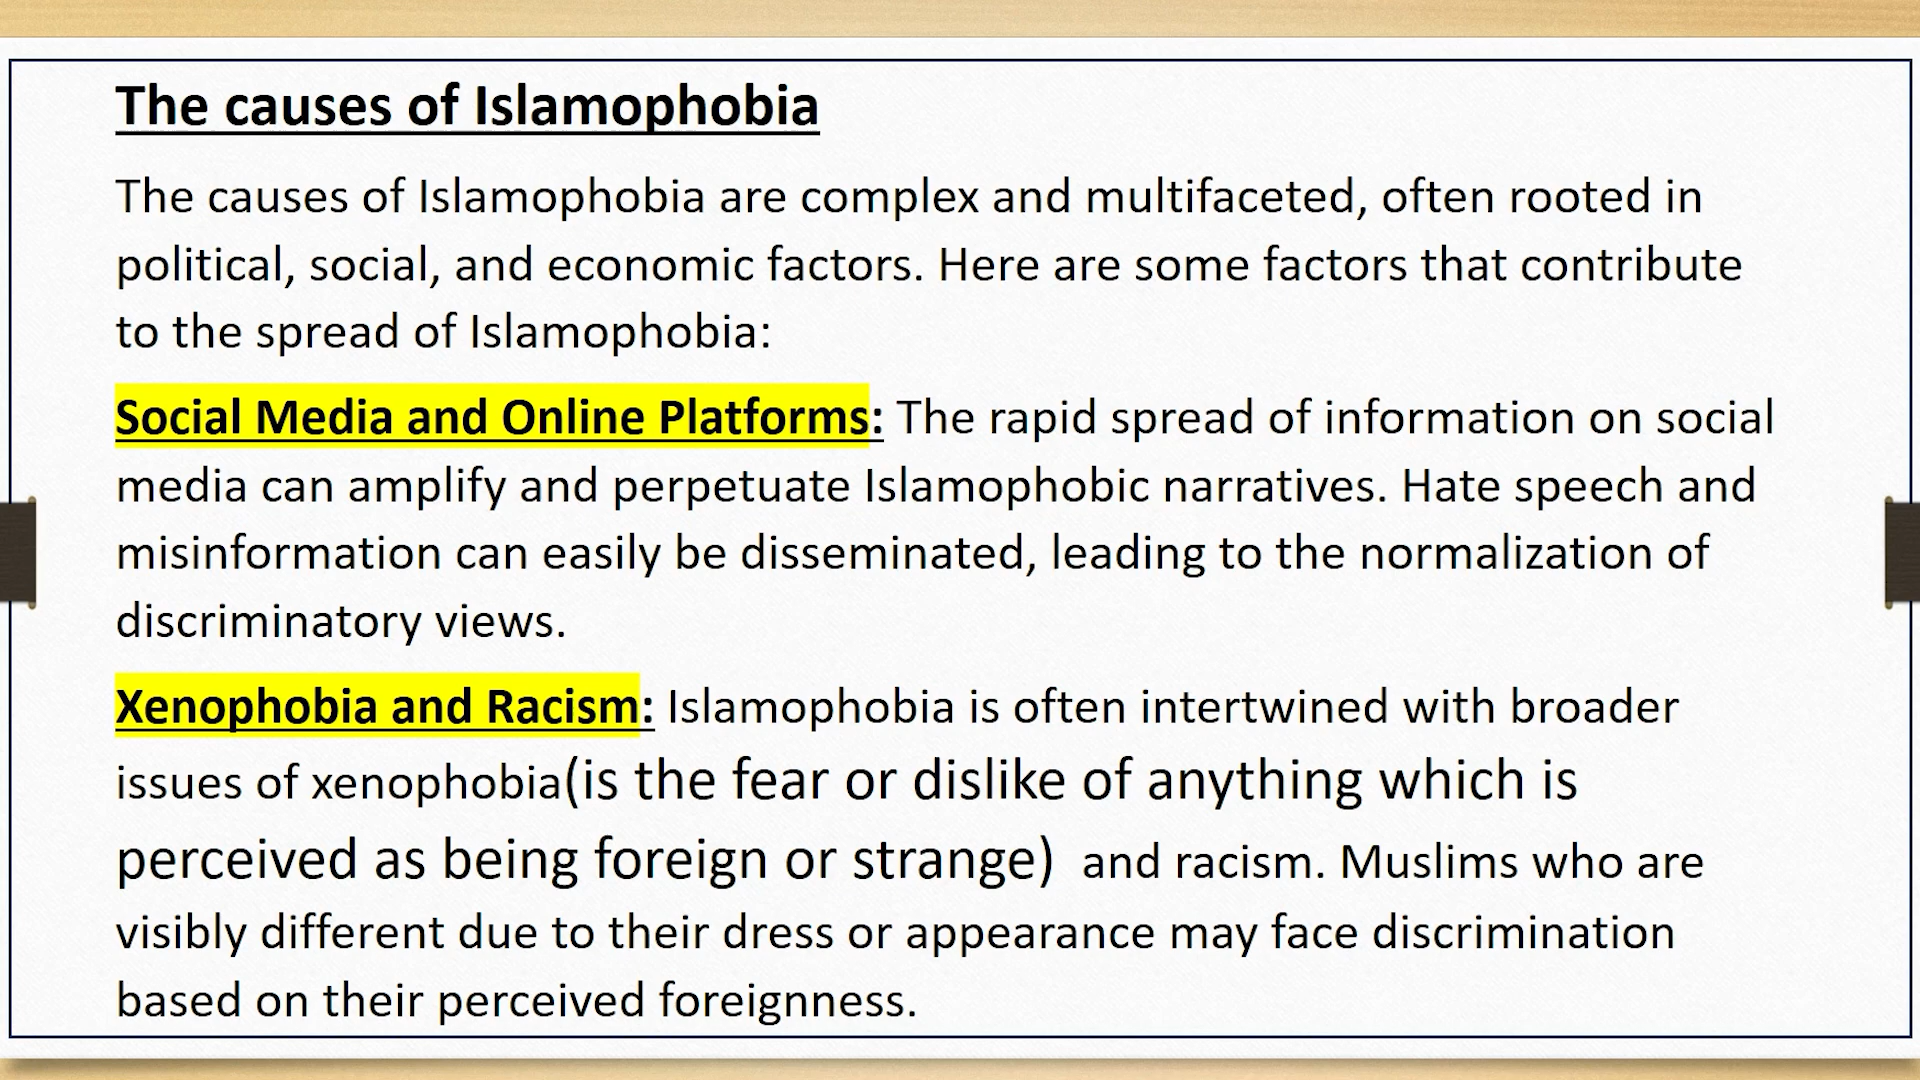 The causes of Islamophobia
The causes of Islamophobia are complex and multifaceted, often rooted in
political, social, and economic factors. Here are some factors that contribute
to the spread of Islamophobia:
Social Media and Online Platforms: The rapid spread of information on social
media can amplify and perpetuate Islamophobic narratives. Hate speech and
misinformation can easily be disseminated, leading to the normalization of
discriminatory views.
Xenophobia and Racism: Islamophobia is often intertwined with broader
issues of xenophobia(is the fear or dislike of anything which is
perceived as being foreign or strange) and racism. Muslims who are
visibly different due to their dress or appearance may face discrimination
based on their perceived foreignness.